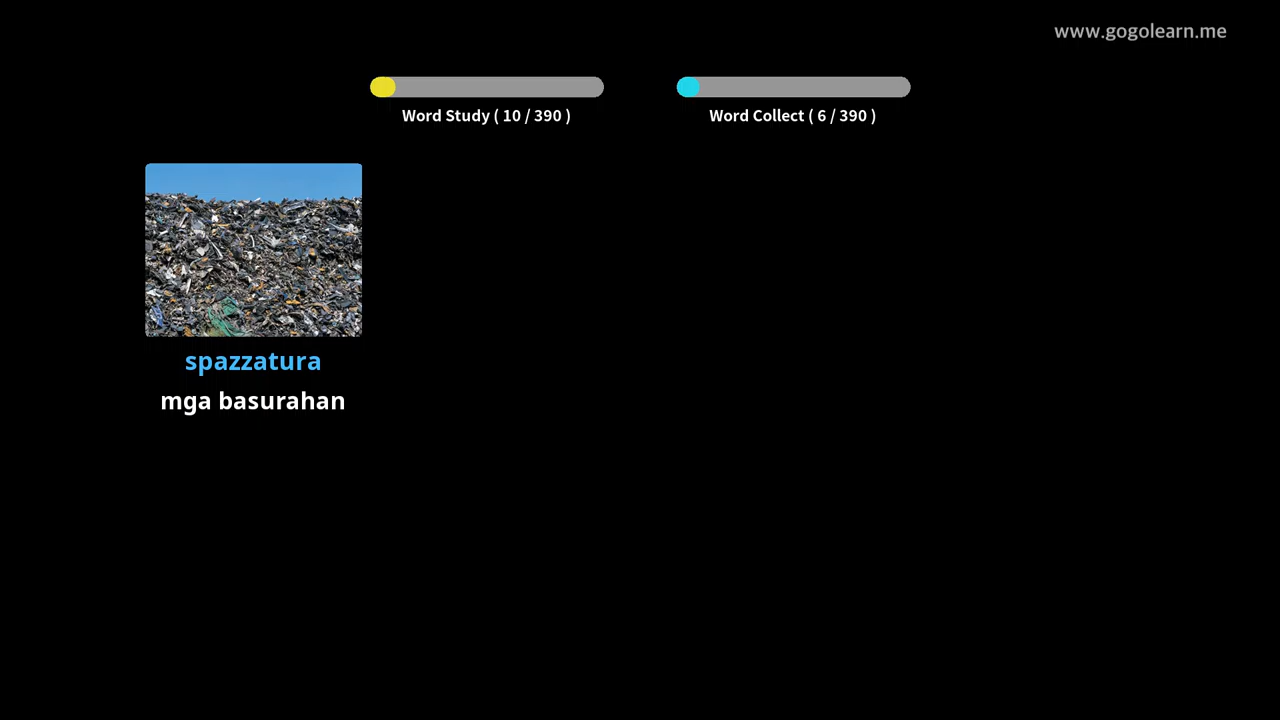 www.gogolearn.me
Word Study ( 10 / 390 )
Word Collect ( 6 / 390 )
spazzatura
mga basurahan